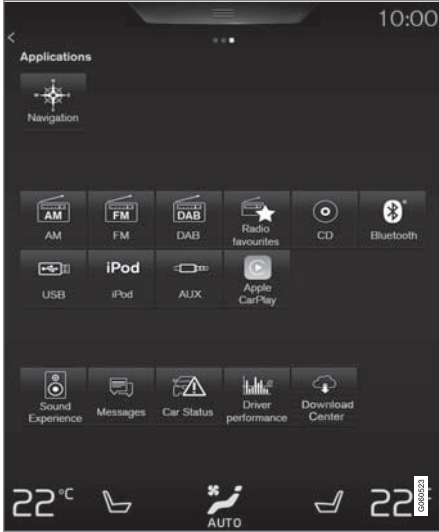 10:00
Applications
Navigation
AM FM DAB
AM FM DAB Radio favourites CD Bluetooth
iPod
USB iPod AUX Apple CarPlay
Sound Experience Messages Car Status Driver performance Download Center
22°C 22°
AUTO
G060523